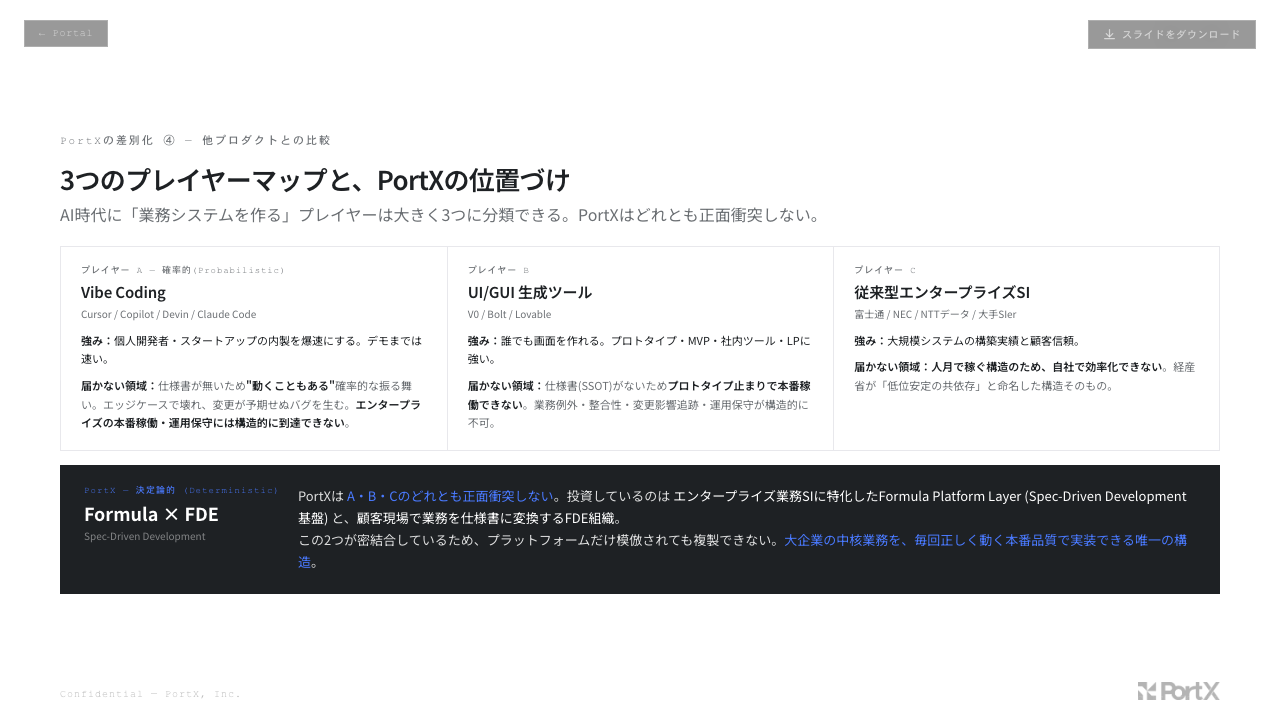 ← Portal
スライドをダウンロード
PortXの差別化 ④ — 他プロダクトとの比較
3つのプレイヤーマップと、PortXの位置づけ
AI時代に「業務システムを作る」プレイヤーは大きく3つに分類できる。PortXはどれとも正面衝突しない。
プレイヤー A — 確率的(Probabilistic)
Vibe Coding
Cursor / Copilot / Devin / Claude Code
強み：個人開発者・スタートアップの内製を爆速にする。デモまでは
速い。
届かない領域：仕様書が無いため"動くこともある"確率的な振る舞
い。エッジケースで壊れ、変更が予期せぬバグを生む。エンタープラ
イズの本番稼働・運用保守には構造的に到達できない。
プレイヤー B
UI/GUI 生成ツール
V0 / Bolt / Lovable
強み：誰でも画面を作れる。プロトタイプ・MVP・社内ツール・LPに
強い。
届かない領域：仕様書(SSOT)がないためプロトタイプ止まりで本番稼
働できない。業務例外・整合性・変更影響追跡・運用保守が構造的に
不可。
プレイヤー C
従来型エンタープライズSI
富士通 / NEC / NTTデータ / 大手SIer
強み：大規模システムの構築実績と顧客信頼。
届かない領域：人月で稼ぐ構造のため、自社で効率化できない。経産
省が「低位安定の共依存」と命名した構造そのもの。
PortX — 決定論的 (Deterministic)
Formula × FDE
Spec-Driven Development
PortXは A・B・Cのどれとも正面衝突しない。投資しているのは エンタープライズ業務SIに特化したFormula Platform Layer (Spec-Driven Development
基盤) と、顧客現場で業務を仕様書に変換するFDE組織。
この2つが密結合しているため、プラットフォームだけ模倣されても複製できない。大企業の中核業務を、毎回正しく動く本番品質で実装できる唯一の構
造。
Confidential — PortX, Inc.
PortX